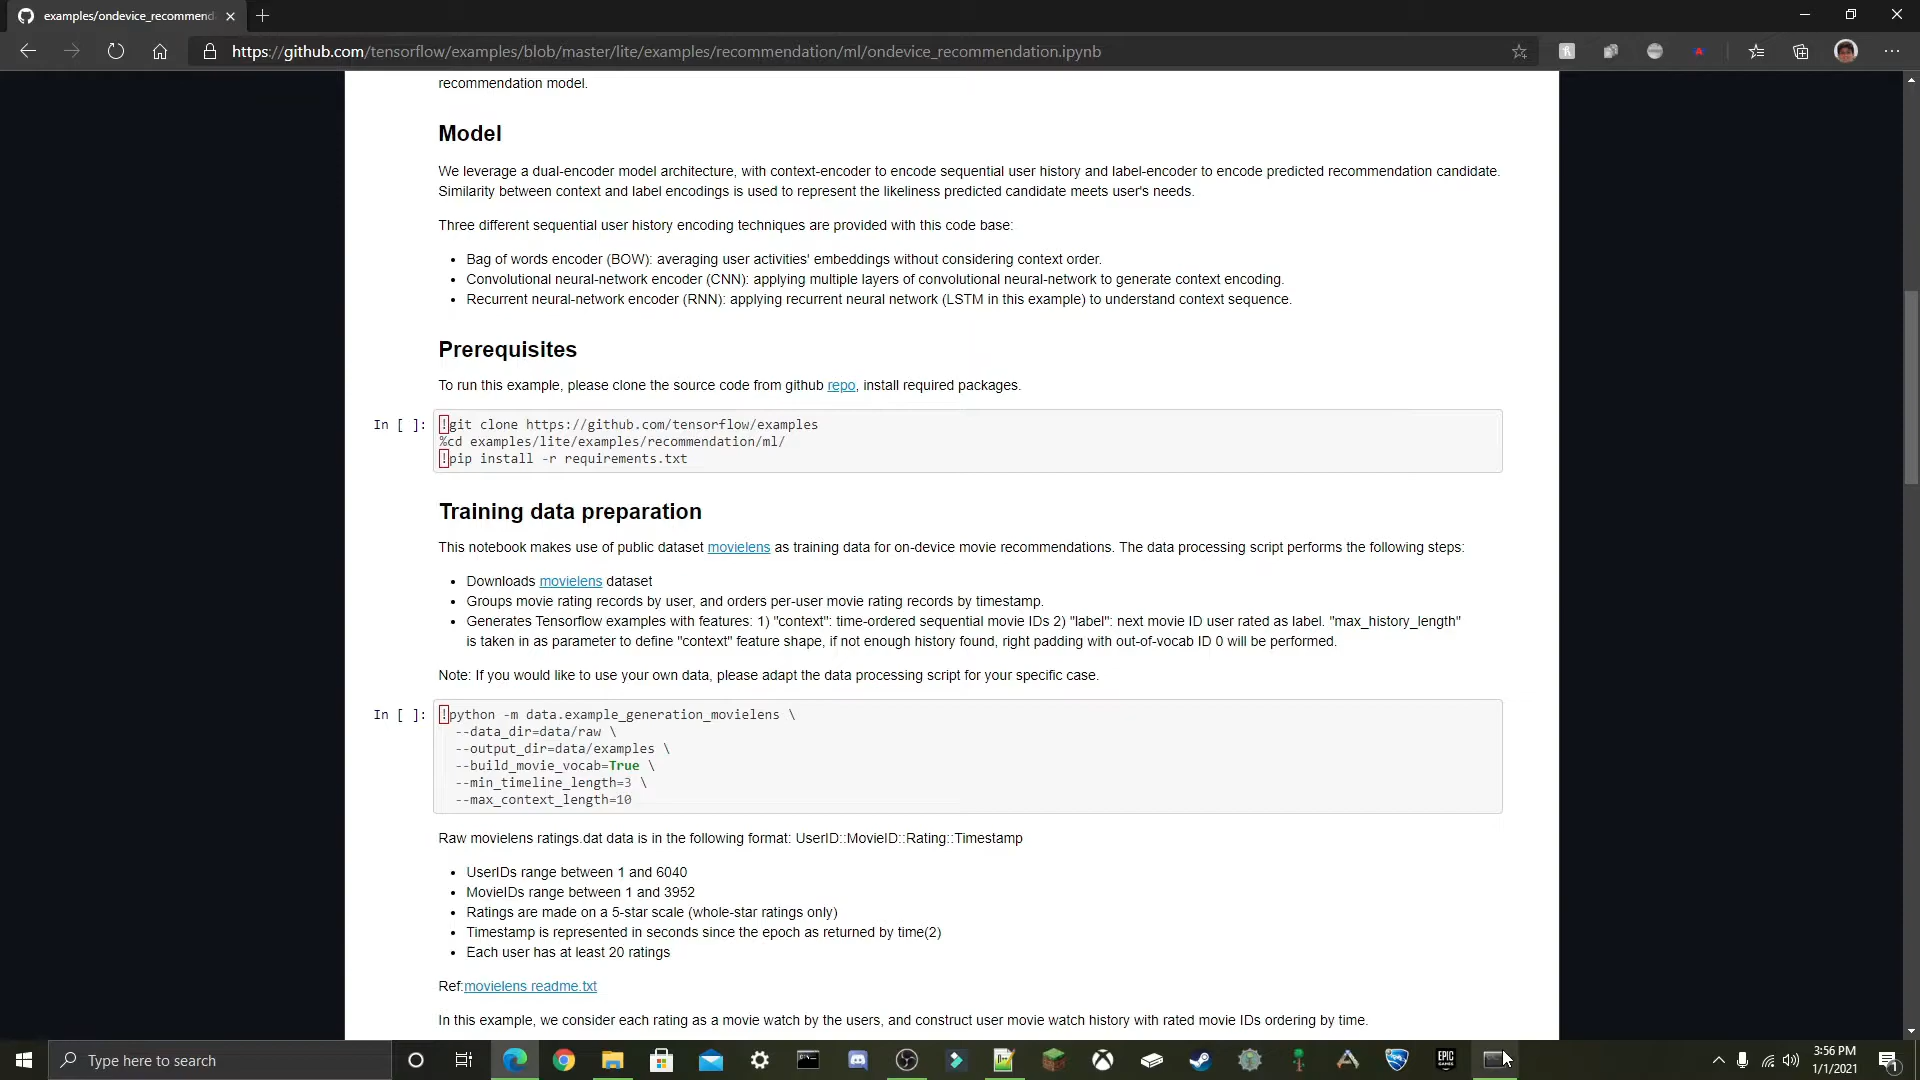 examples/ondevice_recommend
https://github.com/tensorflow/examples/blob/master/lite/examples/recommendation/ml/ondevice_recommendation.ipynb
recommendation model.
Model
We leverage a dual-encoder model architecture, with context-encoder to encode sequential user history and label-encoder to encode predicted recommendation candidate.
Similarity between context and label encodings is used to represent the likeliness predicted candidate meets user's needs.
Three different sequential user history encoding techniques are provided with this code base:
• Bag of words encoder (BOW): averaging user activities' embeddings without considering context order.
• Convolutional neural-network encoder (CNN): applying multiple layers of convolutional neural-network to generate context encoding.
• Recurrent neural-network encoder (RNN): applying recurrent neural network (LSTM in this example) to understand context sequence.
Prerequisites
To run this example, please clone the source code from github repo, install required packages.
In [ ]: !git clone https://github.com/tensorflow/examples
%cd examples/lite/examples/recommendation/ml/
!pip install -r requirements.txt
Training data preparation
This notebook makes use of public dataset movielens as training data for on-device movie recommendations. The data processing script performs the following steps:
• Downloads movielens dataset
• Groups movie rating records by user, and orders per-user movie rating records by timestamp.
• Generates Tensorflow examples with features: 1) "context": time-ordered sequential movie IDs 2) "label": next movie ID user rated as label. "max_history_length"
is taken in as parameter to define "context" feature shape, if not enough history found, right padding with out-of-vocab ID 0 will be performed.
Note: If you would like to use your own data, please adapt the data processing script for your specific case.
In [ ]: !python -m data.example_generation_movielens \
--data_dir=data/raw \
--output_dir=data/examples \
--build_movie_vocab=True \
--min_timeline_length=3 \
--max_context_length=10
Raw movielens ratings.dat data is in the following format: UserID::MovieID::Rating::Timestamp
• UserIDs range between 1 and 6040
• MovieIDs range between 1 and 3952
• Ratings are made on a 5-star scale (whole-star ratings only)
• Timestamp is represented in seconds since the epoch as returned by time(2)
• Each user has at least 20 ratings
Ref:movielens readme.txt
In this example, we consider each rating as a movie watch by the users, and construct user movie watch history with rated movie IDs ordering by time.
Type here to search
EPIC
GAMES
3:56 PM
1/1/2021
1